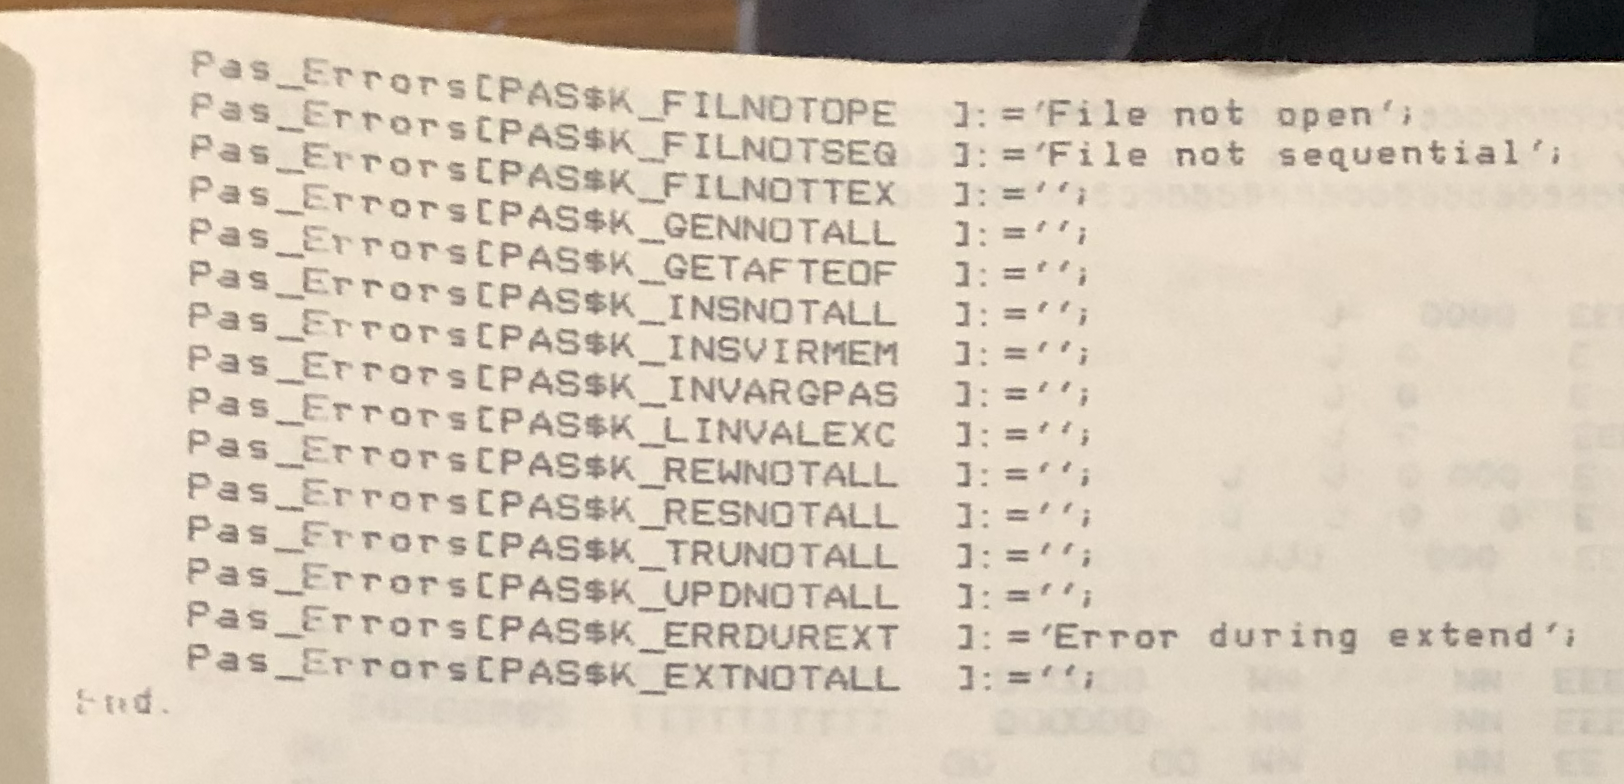 Pas_Errors[PAS$K_FILNOTOPE   ]:='File not open';
Pas_Errors[PAS$K_FILNOTSEQ   ]:='File not sequential';
Pas_Errors[PAS$K_FILNOTTEX   ]:='';
Pas_Errors[PAS$K_GENNOTALL   ]:='';
Pas_Errors[PAS$K_GETAFTEOF   ]:='';
Pas_Errors[PAS$K_INSNOTALL   ]:='';
Pas_Errors[PAS$K_INSVIRMEM   ]:='';
Pas_Errors[PAS$K_INVARGPAS   ]:='';
Pas_Errors[PAS$K_LINVALEXC   ]:='';
Pas_Errors[PAS$K_REWNOTALL   ]:='';
Pas_Errors[PAS$K_RESNOTALL   ]:='';
Pas_Errors[PAS$K_TRUNOTALL   ]:='';
Pas_Errors[PAS$K_UPDNOTALL   ]:='';
Pas_Errors[PAS$K_ERRDUREXT   ]:='Error during extend';
Pas_Errors[PAS$K_EXTNOTALL   ]:='';
End.